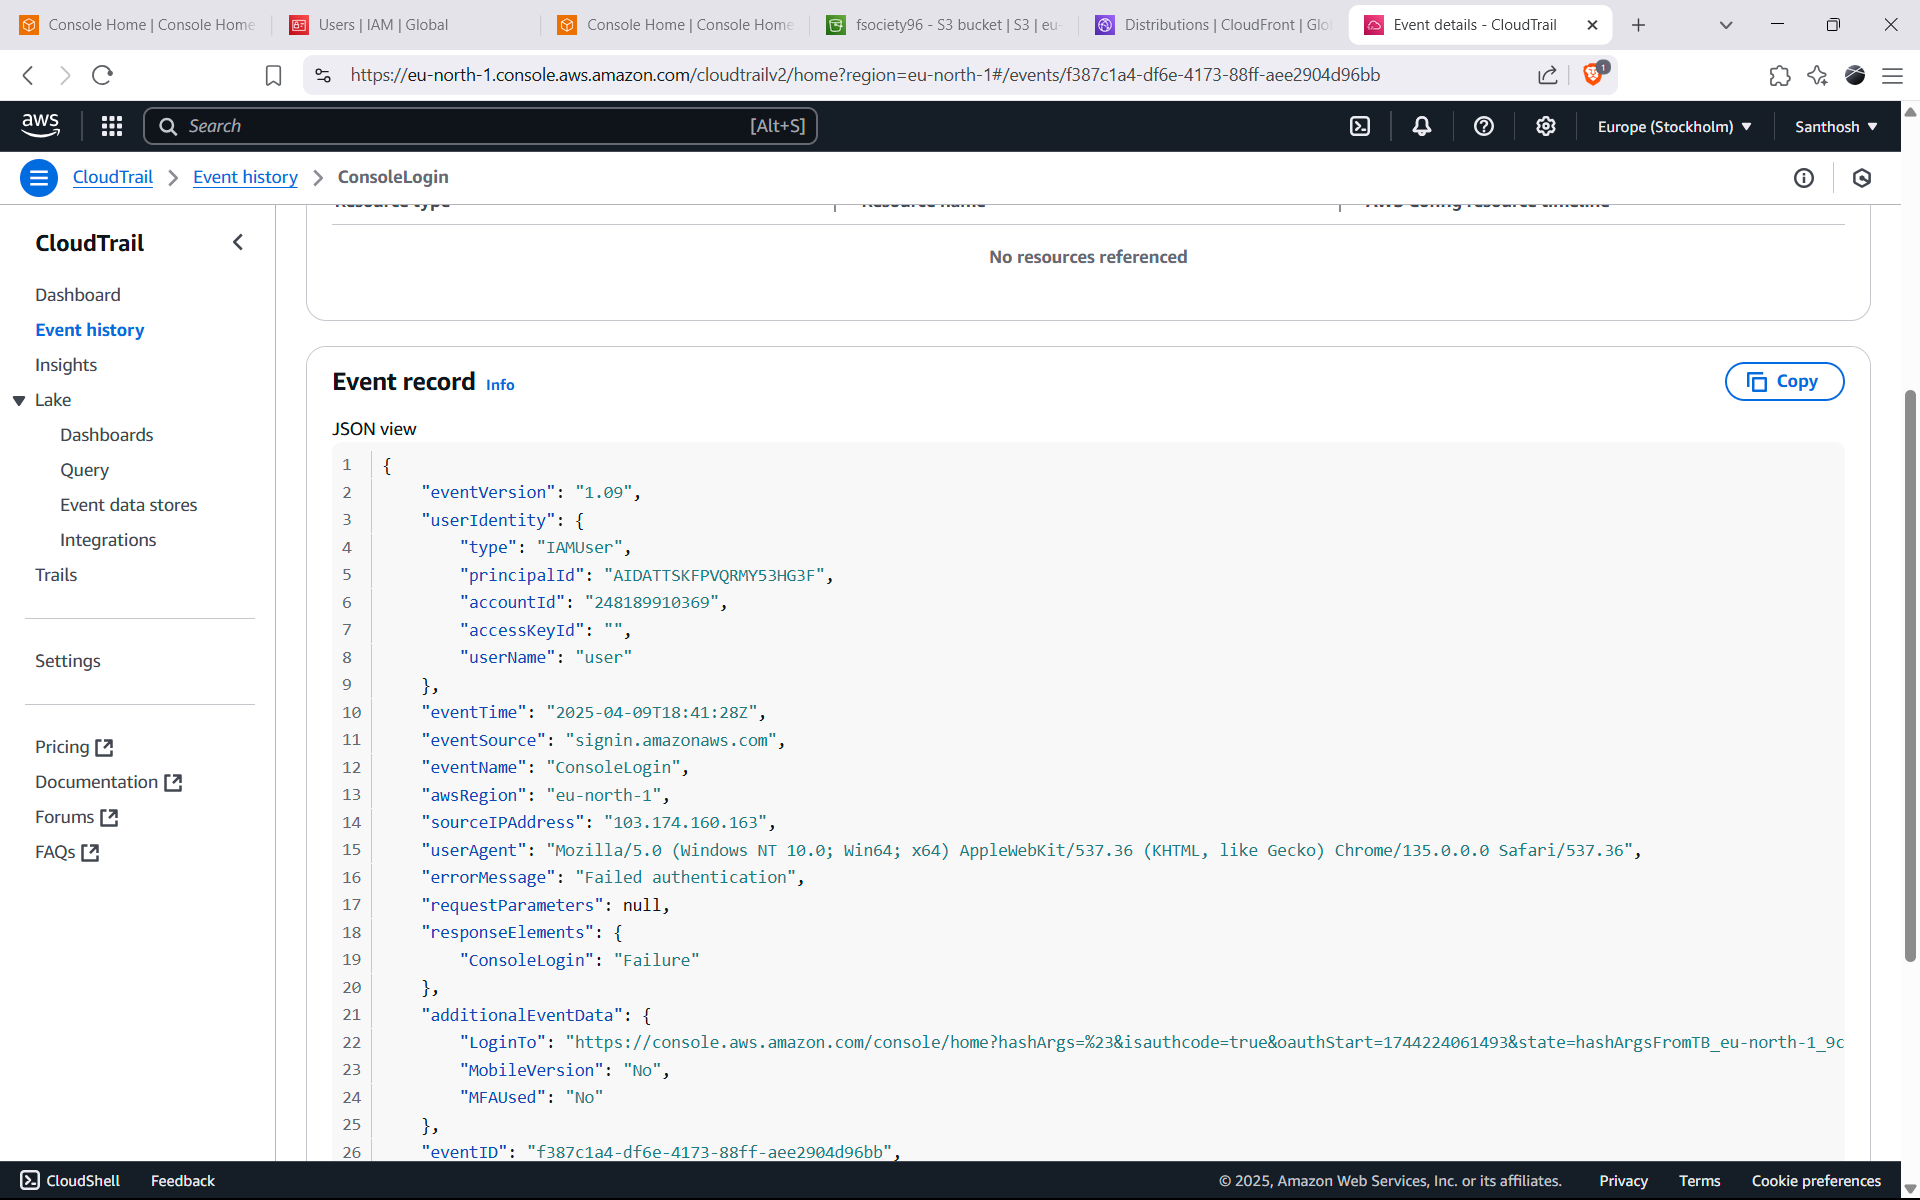 Console Home | Console Home
Users | IAM | Global
Console Home | Console Home
fsociety96 - S3 bucket | S3 | eu-
Distributions | CloudFront | Glo
Event details - CloudTrail
https://eu-north-1.console.aws.amazon.com/cloudtrailv2/home?region=eu-north-1#/events/f387c1a4-df6e-4173-88ff-aee2904d96bb
1
aws
Search
[Alt+S]
Europe (Stockholm)
Santhosh
CloudTrail
Event history
ConsoleLogin
Resource type
Resource name
AWS Config resource timeline
No resources referenced
CloudTrail
Dashboard
Event history
Insights
Lake
Dashboards
Query
Event data stores
Integrations
Trails
Settings
Pricing
Documentation
Forums
FAQs
Event record Info
Copy
JSON view
1 {
2 "eventVersion": "1.09",
3 "userIdentity": {
4 "type": "IAMUser",
5 "principalId": "AIDATTSKFPVQRMY53HG3F",
6 "accountId": "248189910369",
7 "accessKeyId": "",
8 "userName": "user"
9 },
10 "eventTime": "2025-04-09T18:41:28Z",
11 "eventSource": "signin.amazonaws.com",
12 "eventName": "ConsoleLogin",
13 "awsRegion": "eu-north-1",
14 "sourceIPAddress": "103.174.160.163",
15 "userAgent": "Mozilla/5.0 (Windows NT 10.0; Win64; x64) AppleWebKit/537.36 (KHTML, like Gecko) Chrome/135.0.0.0 Safari/537.36",
16 "errorMessage": "Failed authentication",
17 "requestParameters": null,
18 "responseElements": {
19 "ConsoleLogin": "Failure"
20 },
21 "additionalEventData": {
22 "LoginTo": "https://console.aws.amazon.com/console/home?hashArgs=%23&isauthcode=true&oauthStart=1744224061493&state=hashArgsFromTB_eu-north-1_9c
23 "MobileVersion": "No",
24 "MFAUsed": "No"
25 },
26 "eventID": "f387c1a4-df6e-4173-88ff-aee2904d96bb",
CloudShell
Feedback
© 2025, Amazon Web Services, Inc. or its affiliates.
Privacy
Terms
Cookie preferences